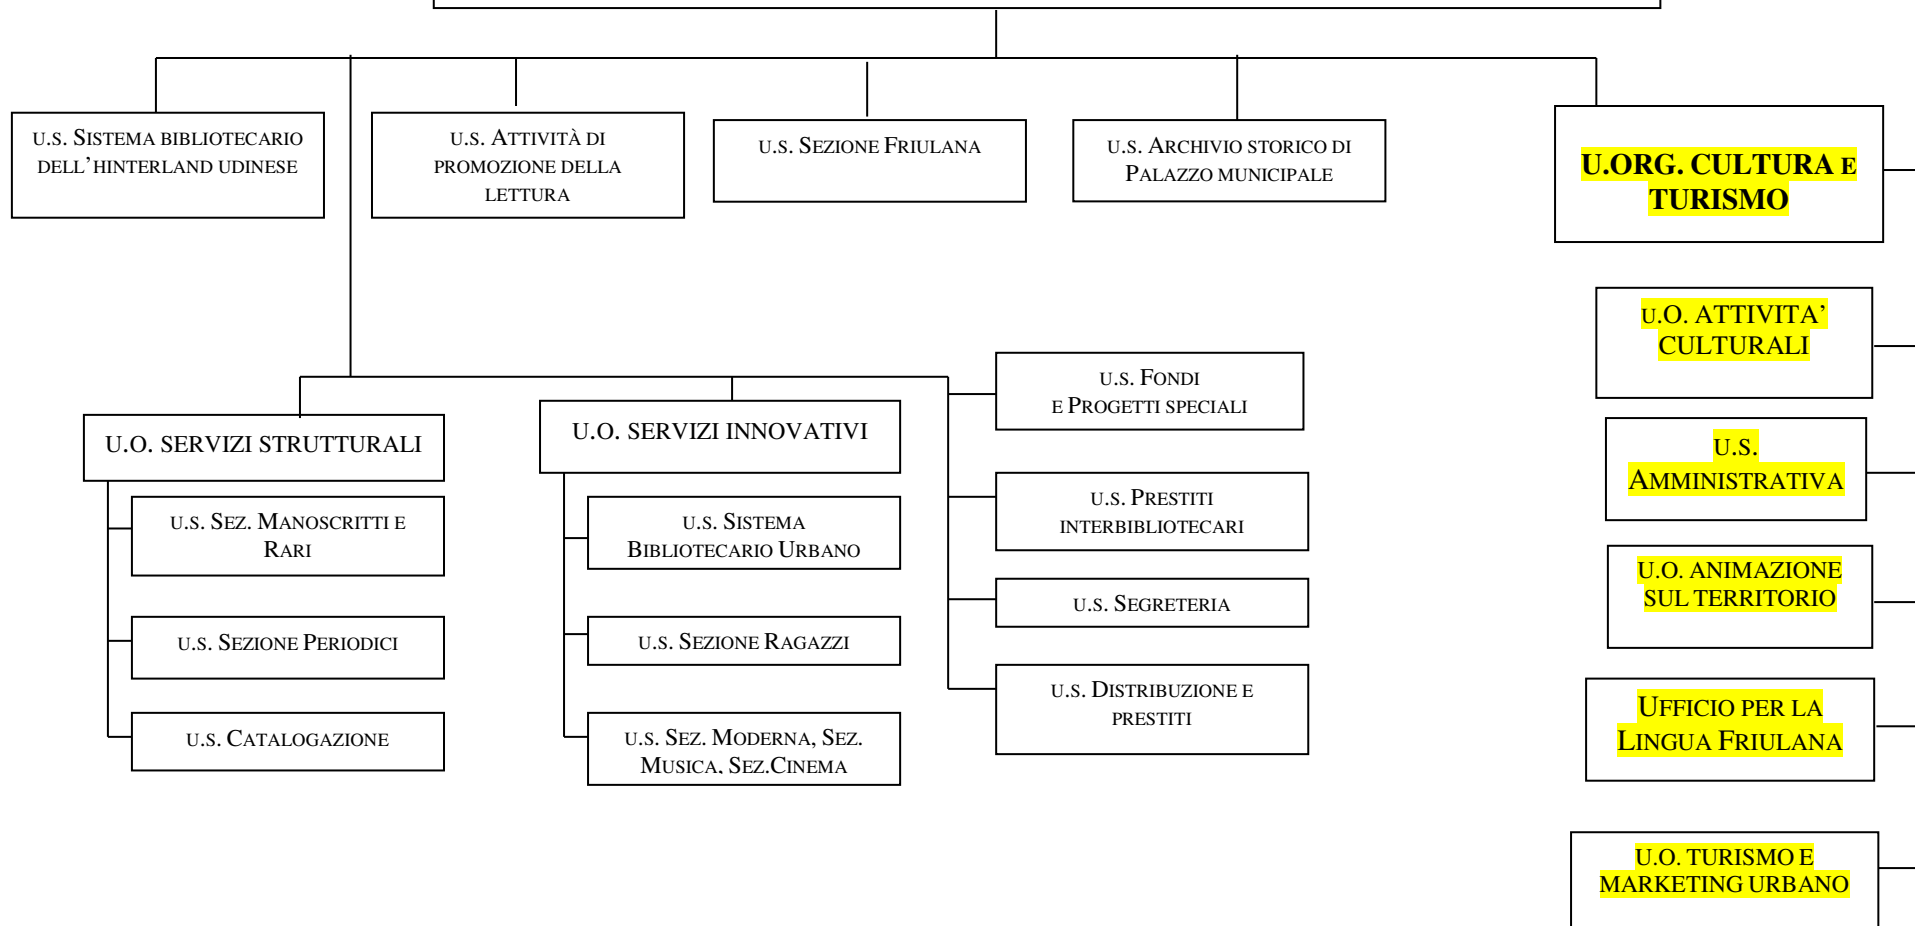 U.S. SISTEMA BIBLIOTECARIO
DELL'HINTERLAND UDINESE
U.S. ATTIVITÀ DI
PROMOZIONE DELLA
LETTURA
U.S. SEZIONE FRIULANA
U.S. ARCHIVIO STORICO DI
PALAZZO MUNICIPALE
U.ORG. CULTURA E
TURISMO
U.O. ATTIVITA'
CULTURALI
U.S.
AMMINISTRATIVA
U.O. ANIMAZIONE
SUL TERRITORIO
UFFICIO PER LA
LINGUA FRIULANA
U.O. TURISMO E
MARKETING URBANO
U.O. SERVIZI STRUTTURALI
U.S. SEZ. MANOSCRITTI E
RARI
U.S. SEZIONE PERIODICI
U.S. CATALOGAZIONE
U.O. SERVIZI INNOVATIVI
U.S. SISTEMA
BIBLIOTECARIO URBANO
U.S. SEZIONE RAGAZZI
U.S. SEZ. MODERNA, SEZ.
MUSICA, SEZ.CINEMA
U.S. FONDI
E PROGETTI SPECIALI
U.S. PRESTITI
INTERBIBLIOTECARI
U.S. SEGRETERIA
U.S. DISTRIBUZIONE E
PRESTITI